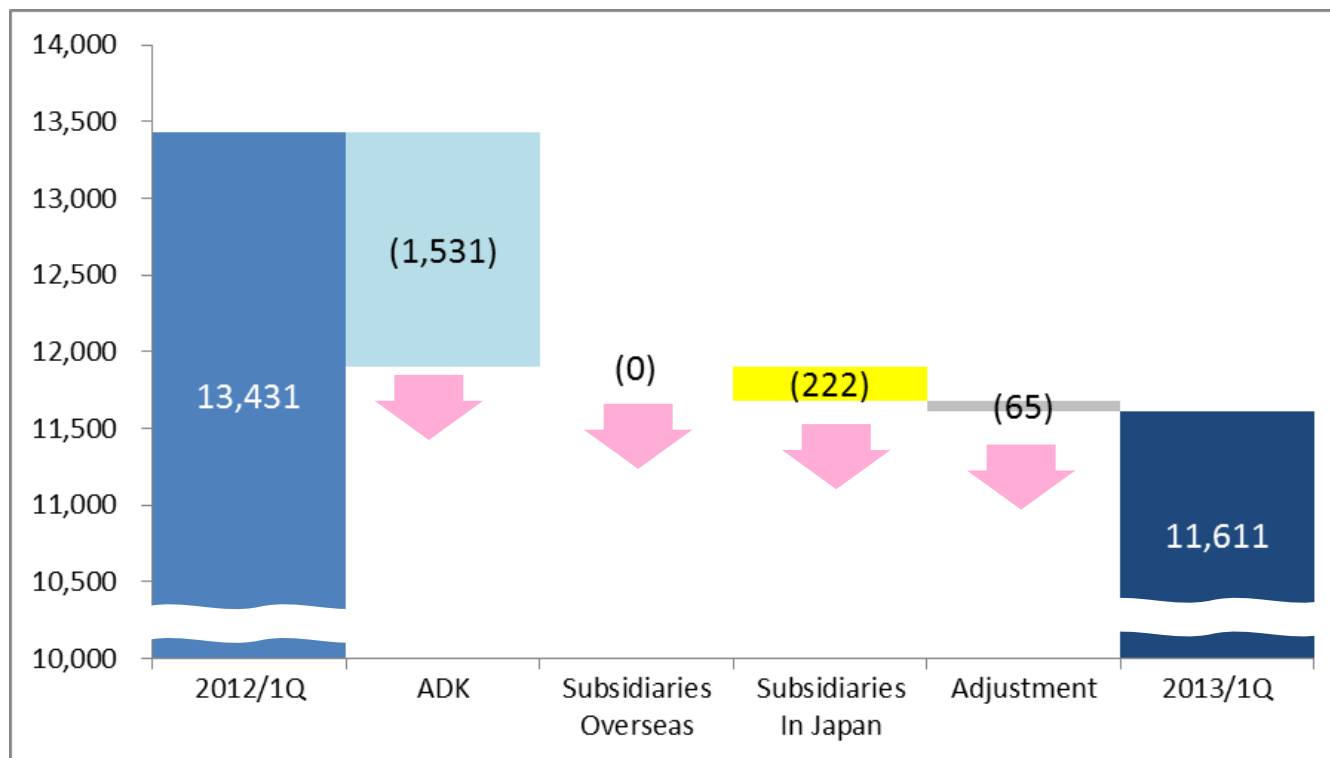 14,000
13,500
13,000
12,500
12,000
11,500
11,000
10,500
10,000
13,431
(1,531)
(0)
(222)
(65)
11,611
2012/1Q
ADK
Subsidiaries
Overseas
Subsidiaries
In Japan
Adjustment
2013/1Q